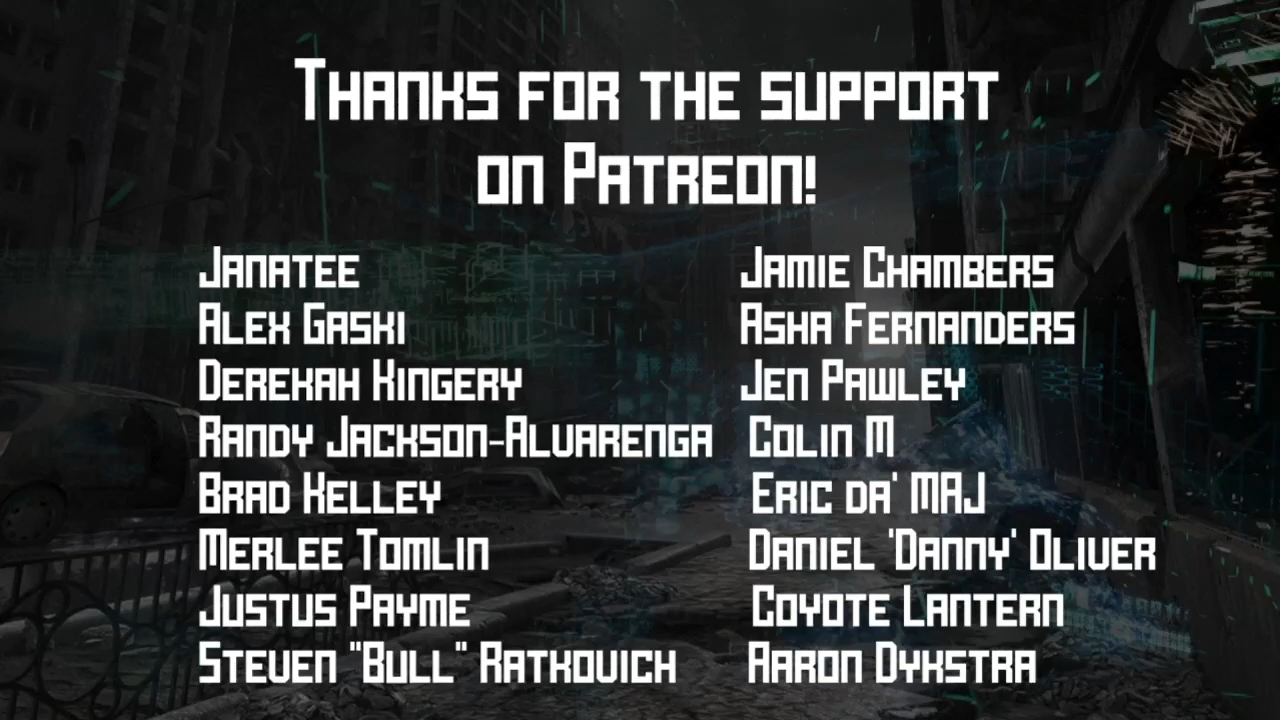 Thanks for the support
on Patreon!
Janatee
Alex Gaski
Derekah Kingery
Randy Jackson-Alvarenga
Brad Kelley
Merlee Tomlin
Justus Payme
Steven "Bull" Ratkovich
Jamie Chambers
Asha Fernanders
Jen Pawley
Colin M
Eric da' MAJ
Daniel 'Danny' Oliver
Coyote Lantern
Aaron Dykstra